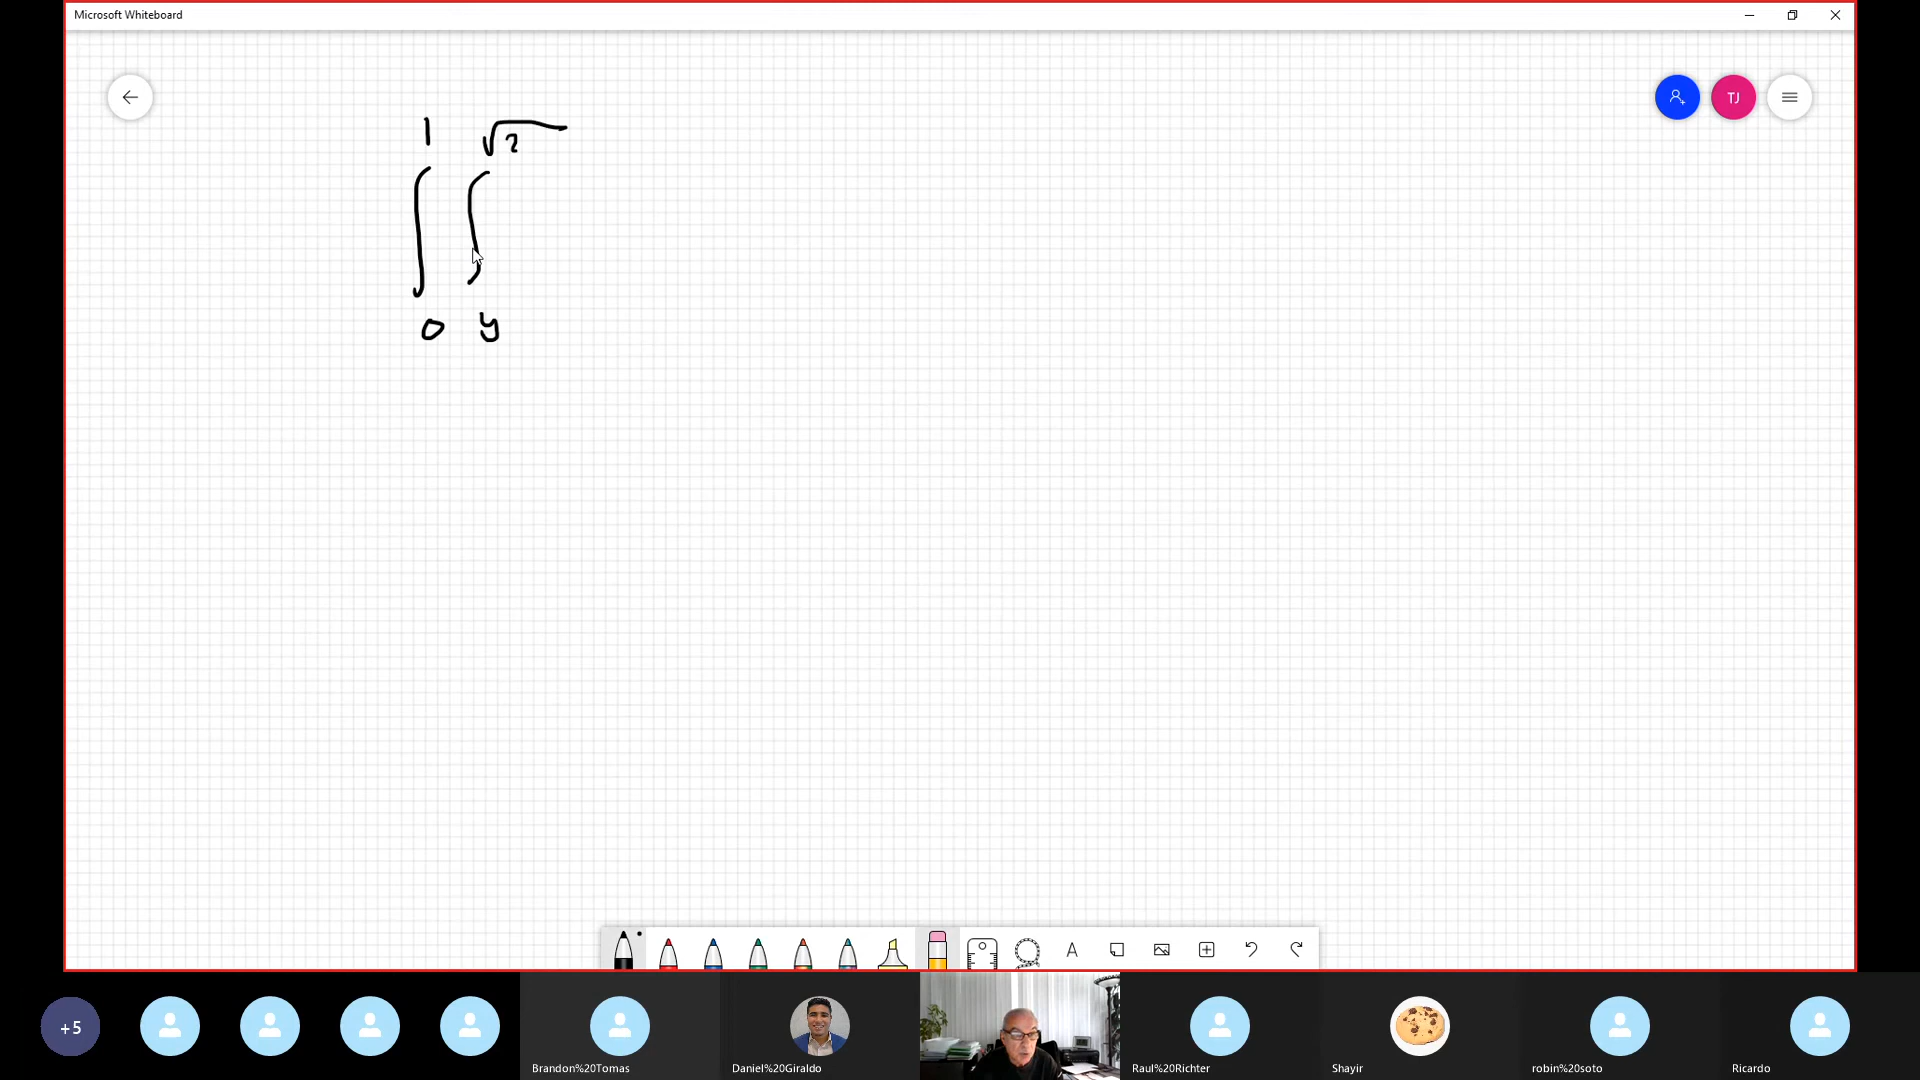 Microsoft Whiteboard
TJ
1 √2
∫ ∫
0 y
A
+5
Brandon%20Tomas
Daniel%20Giraldo
Raul%20Richter
Shayir
robin%20soto
Ricardo